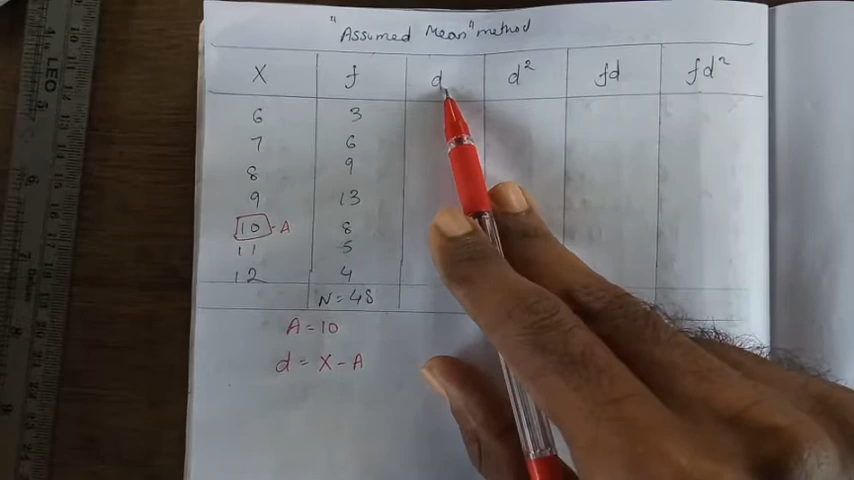 "Assumed Mean" method
X f d d² fd fd²
6 3
7 6
8 9
9 13
10 - A 8
11 5
12 4
N = 48
A = 10
d = X - A